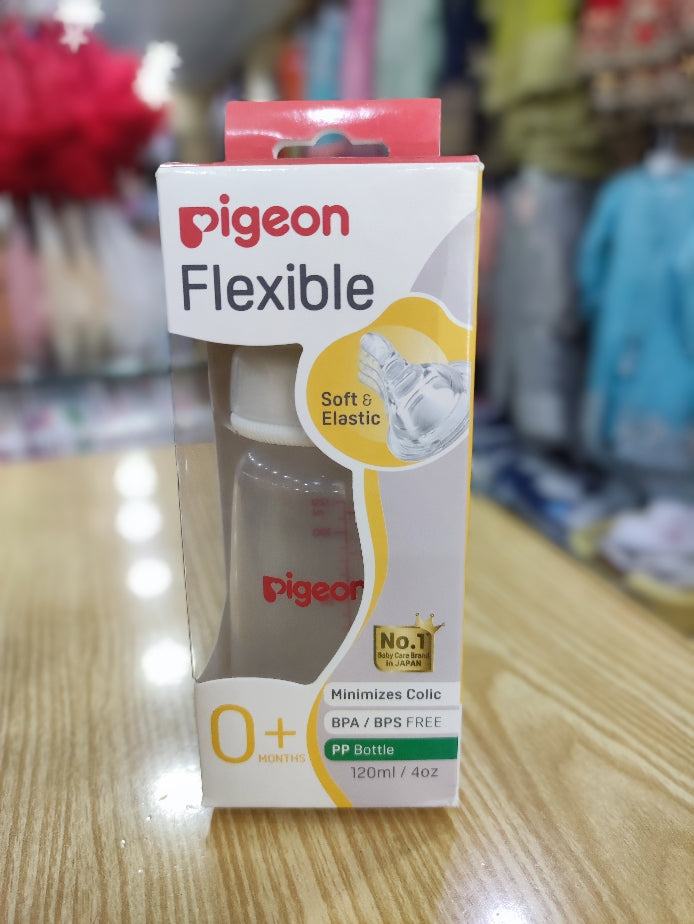 pigeon
Flexible
Soft &
Elastic
pigeon
No.1
Baby Care Brand
in JAPAN
Minimizes Colic
0+
MONTHS
BPA / BPS FREE
PP Bottle
120ml / 4oz